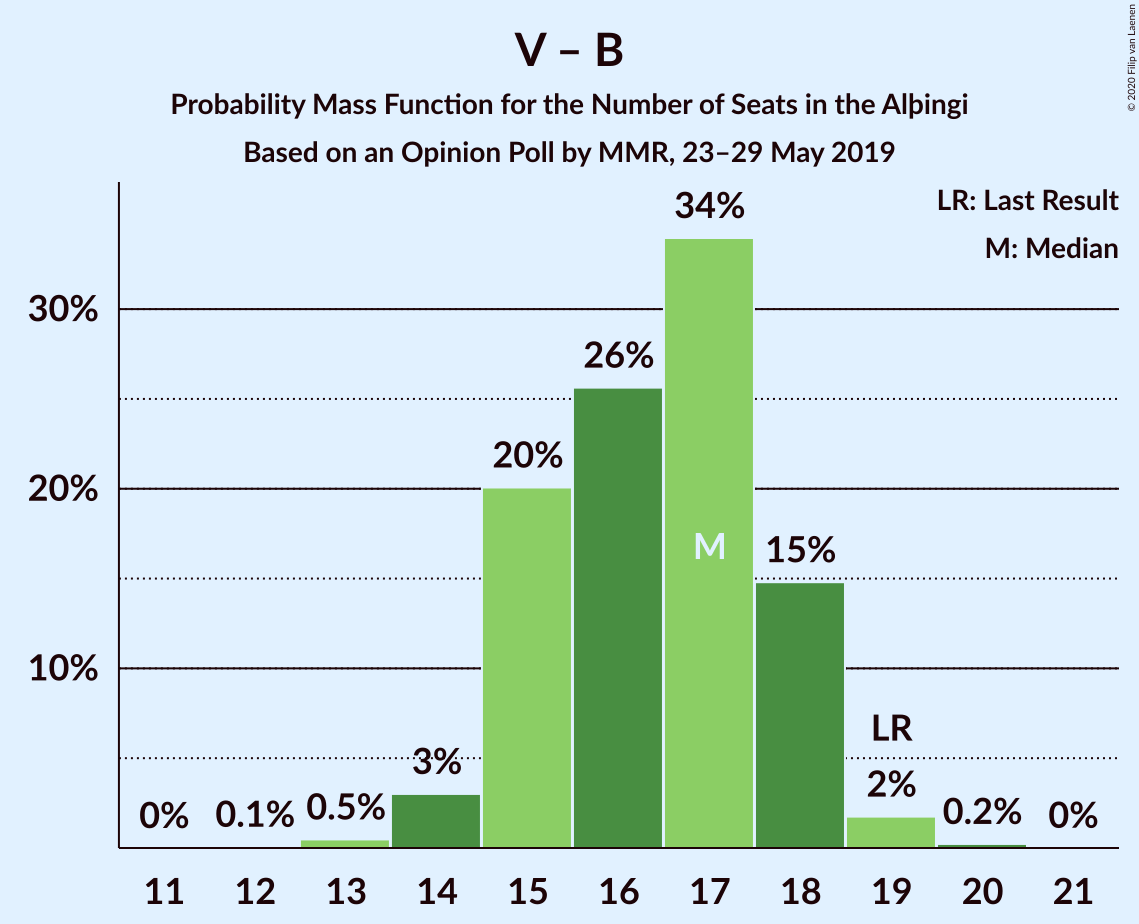 V – B
Probability Mass Function for the Number of Seats in the Alþingi
Based on an Opinion Poll by MMR, 23–29 May 2019
© 2020 Filip van Laenen
LR: Last Result
M: Median
34%
30%
26%
20%
20%
M
15%
10%
LR
3%
2%
0%
0.1%
0.5%
0.2%
0%
11 12 13 14 15 16 17 18 19 20 21